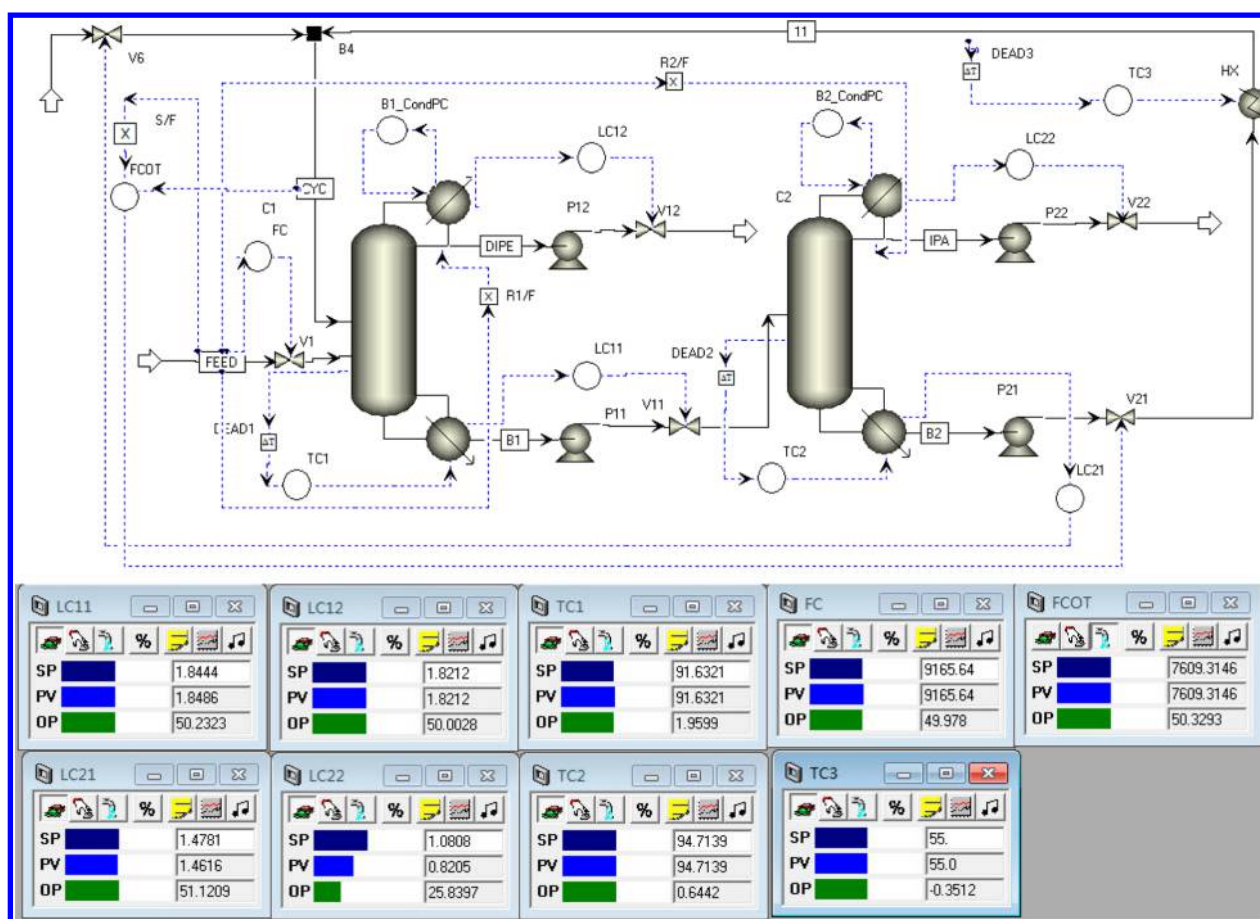 11
V6
B4
R2/F
X
DEAD3
ΔT
TC3
HX
S/F
X
B1_CondPC
B2_CondPC
LC12
LC22
FCOT
CYC
C1
C2
FC
P12
V12
P22
V22
DIPE
IPA
X
R1/F
V1
FEED
LC11
DEAD2
ΔT
DEAD1
ΔT
P11
V11
P21
V21
B1
B2
TC1
TC2
LC21
LC11
LC12
TC1
FC
FCOT
%
%
%
%
%
SP 1.8444
SP 1.8212
SP 91.6321
SP 9165.64
SP 7609.3146
PV 1.8486
PV 1.8212
PV 91.6321
PV 9165.64
PV 7609.3146
OP 50.2323
OP 50.0028
OP 1.9599
OP 49.978
OP 50.3293
LC21
LC22
TC2
TC3
%
%
%
%
SP 1.4781
SP 1.0808
SP 94.7139
SP 55.
PV 1.4616
PV 0.8205
PV 94.7139
PV 55.0
OP 51.1209
OP 25.8397
OP 0.6442
OP -0.3512